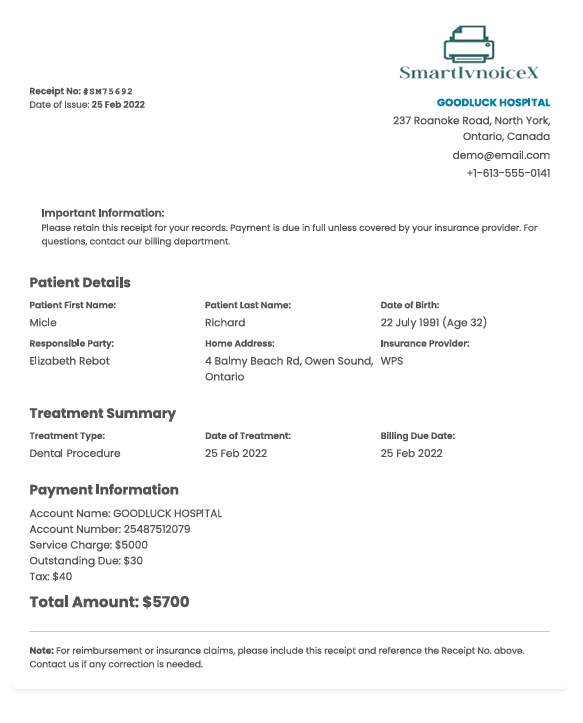 SmartIvnoiceX
Receipt No: #SM75692
Date of Issue: 25 Feb 2022
GOODLUCK HOSPITAL
237 Roanoke Road, North York,
Ontario, Canada
demo@email.com
+1-613-555-0141
Important Information:
Please retain this receipt for your records. Payment is due in full unless covered by your insurance provider. For
questions, contact our billing department.
Patient Details
Patient First Name: Patient Last Name: Date of Birth:
Micle Richard 22 July 1991 (Age 32)
Responsible Party: Home Address: Insurance Provider:
Elizabeth Rebot 4 Balmy Beach Rd, Owen Sound, WPS
Ontario
Treatment Summary
Treatment Type: Date of Treatment: Billing Due Date:
Dental Procedure 25 Feb 2022 25 Feb 2022
Payment Information
Account Name: GOODLUCK HOSPITAL
Account Number: 25487512079
Service Charge: $5000
Outstanding Due: $30
Tax: $40
Total Amount: $5700
Note: For reimbursement or insurance claims, please include this receipt and reference the Receipt No. above.
Contact us if any correction is needed.